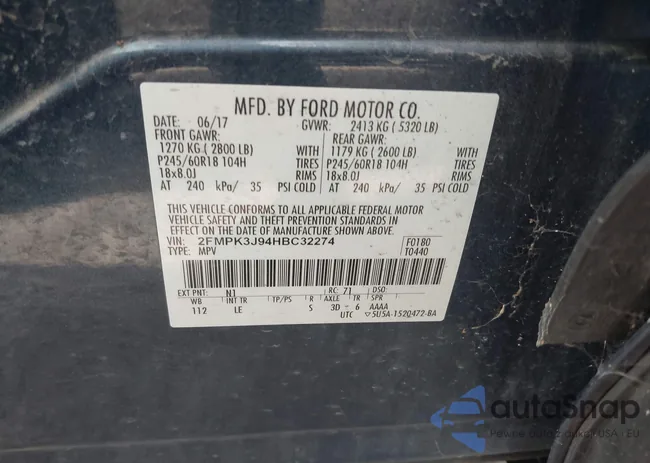 MFD. BY FORD MOTOR CO.
DATE: 06/17 GVWR: 2413 KG ( 5320 LB)
FRONT GAWR: REAR GAWR:
1270 KG ( 2800 LB) WITH 1179 KG ( 2600 LB) WITH
P245/60R18 104H TIRES P245/60R18 104H TIRES
18x8.0J RIMS 18x8.0J RIMS
AT 240 kPa/ 35 PSI COLD AT 240 kPa/ 35 PSI COLD
THIS VEHICLE CONFORMS TO ALL APPLICABLE FEDERAL MOTOR
VEHICLE SAFETY AND THEFT PREVENTION STANDARDS IN
EFFECT ON THE DATE OF MANUFACTURE SHOWN ABOVE.
VIN: 2FMPK3J94HBC32274 F0180
TYPE: MPV T0440
EXT PNT: N1 RC: 71 DSO:
WB INT TR TP/PS R AXLE TR SPR
112 LE S 3D 6 AAAA
UTC ▽5U5A-1520472-BA
autoSnap